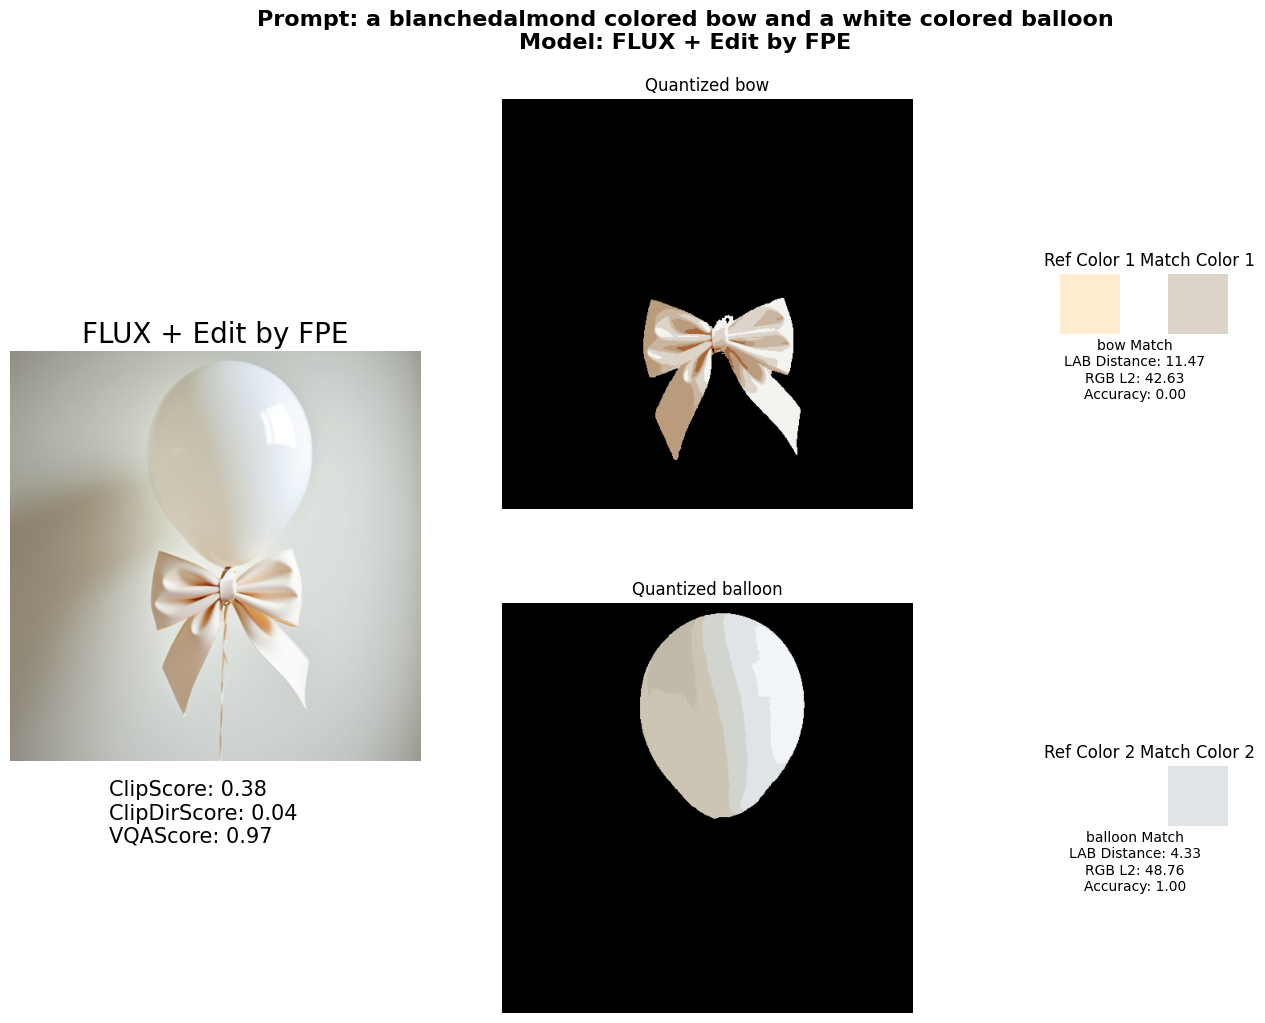 Prompt: a blanchedalmond colored bow and a white colored balloon
Model: FLUX + Edit by FPE
Quantized bow
Ref Color 1 Match Color 1
bow Match
LAB Distance: 11.47
RGB L2: 42.63
Accuracy: 0.00
FLUX + Edit by FPE
ClipScore: 0.38
ClipDirScore: 0.04
VQAScore: 0.97
Quantized balloon
Ref Color 2 Match Color 2
balloon Match
LAB Distance: 4.33
RGB L2: 48.76
Accuracy: 1.00